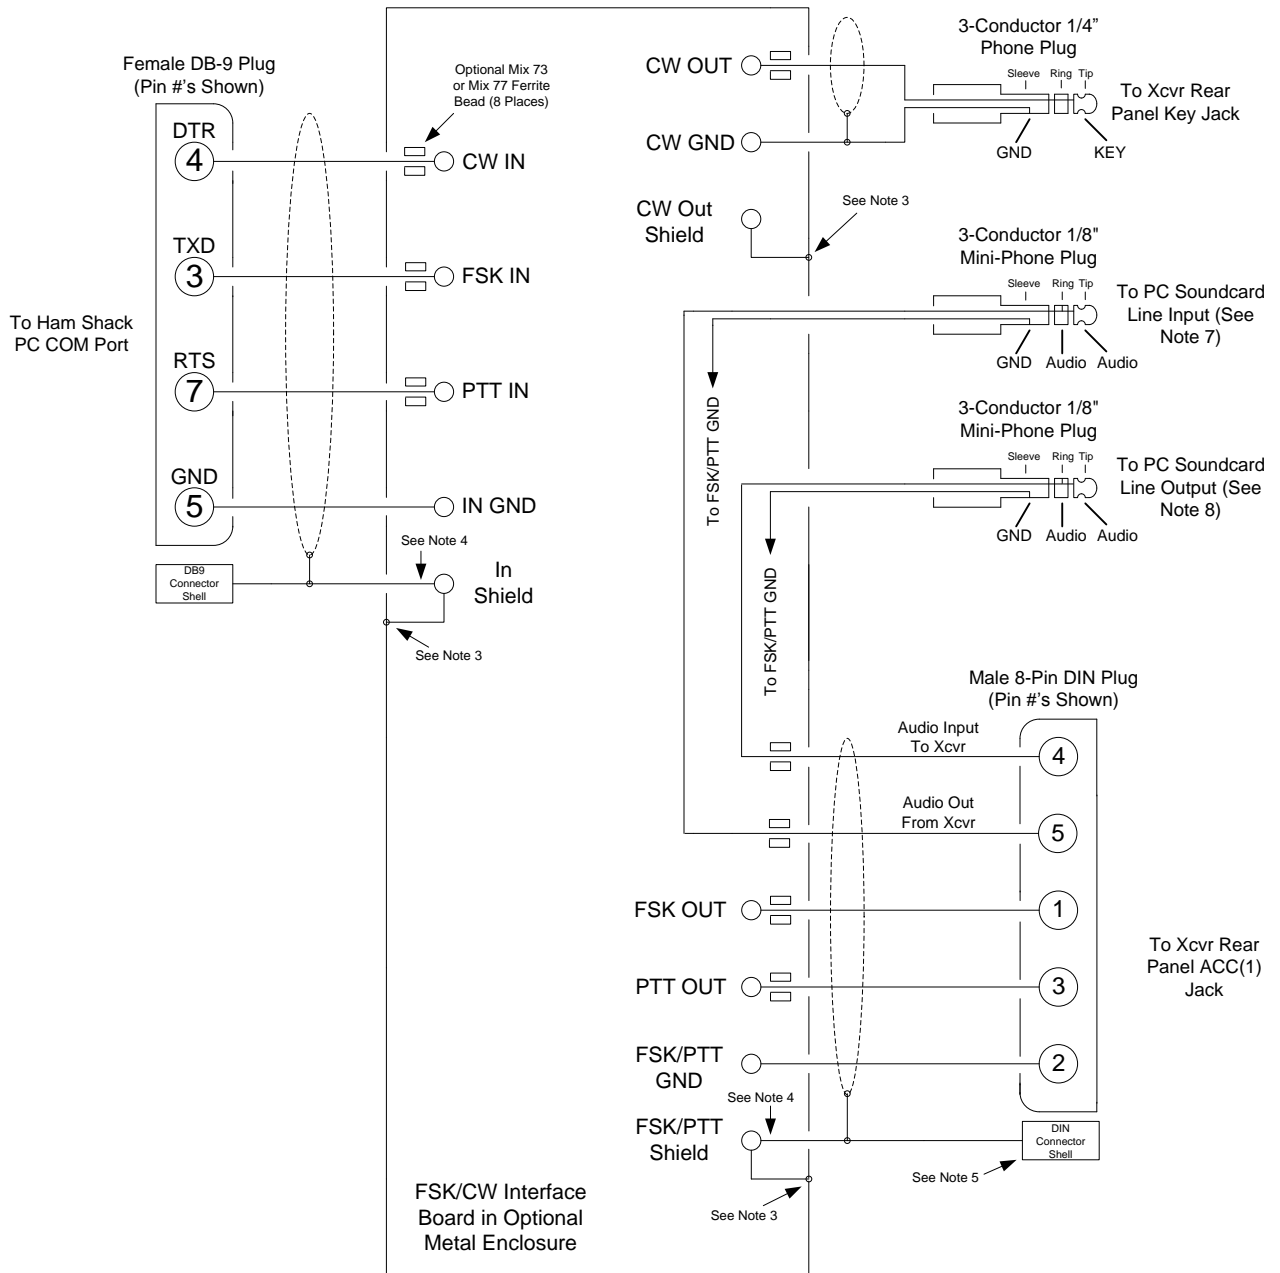 Female DB-9 Plug
(Pin #'s Shown)
DTR
4
TXD
3
RTS
7
GND
5
To Ham Shack
PC COM Port
DB9
Connector
Shell
Optional Mix 73
or Mix 77 Ferrite
Bead (8 Places)
CW IN
FSK IN
PTT IN
IN GND
See Note 4
In
Shield
See Note 3
CW OUT
CW GND
CW Out
Shield
See Note 3
3-Conductor 1/4”
Phone Plug
Sleeve Ring Tip
GND KEY
To Xcvr Rear
Panel Key Jack
3-Conductor 1/8"
Mini-Phone Plug
Sleeve Ring Tip
GND Audio Audio
To PC Soundcard
Line Input (See
Note 7)
To FSK/PTT GND
3-Conductor 1/8"
Mini-Phone Plug
Sleeve Ring Tip
GND Audio Audio
To PC Soundcard
Line Output (See
Note 8)
To FSK/PTT GND
Male 8-Pin DIN Plug
(Pin #'s Shown)
Audio Input
To Xcvr
4
Audio Out
From Xcvr
5
FSK OUT
1
PTT OUT
3
FSK/PTT
GND
2
To Xcvr Rear
Panel ACC(1)
Jack
See Note 4
FSK/PTT
Shield
DIN
Connector
Shell
See Note 5
See Note 3
FSK/CW Interface
Board in Optional
Metal Enclosure